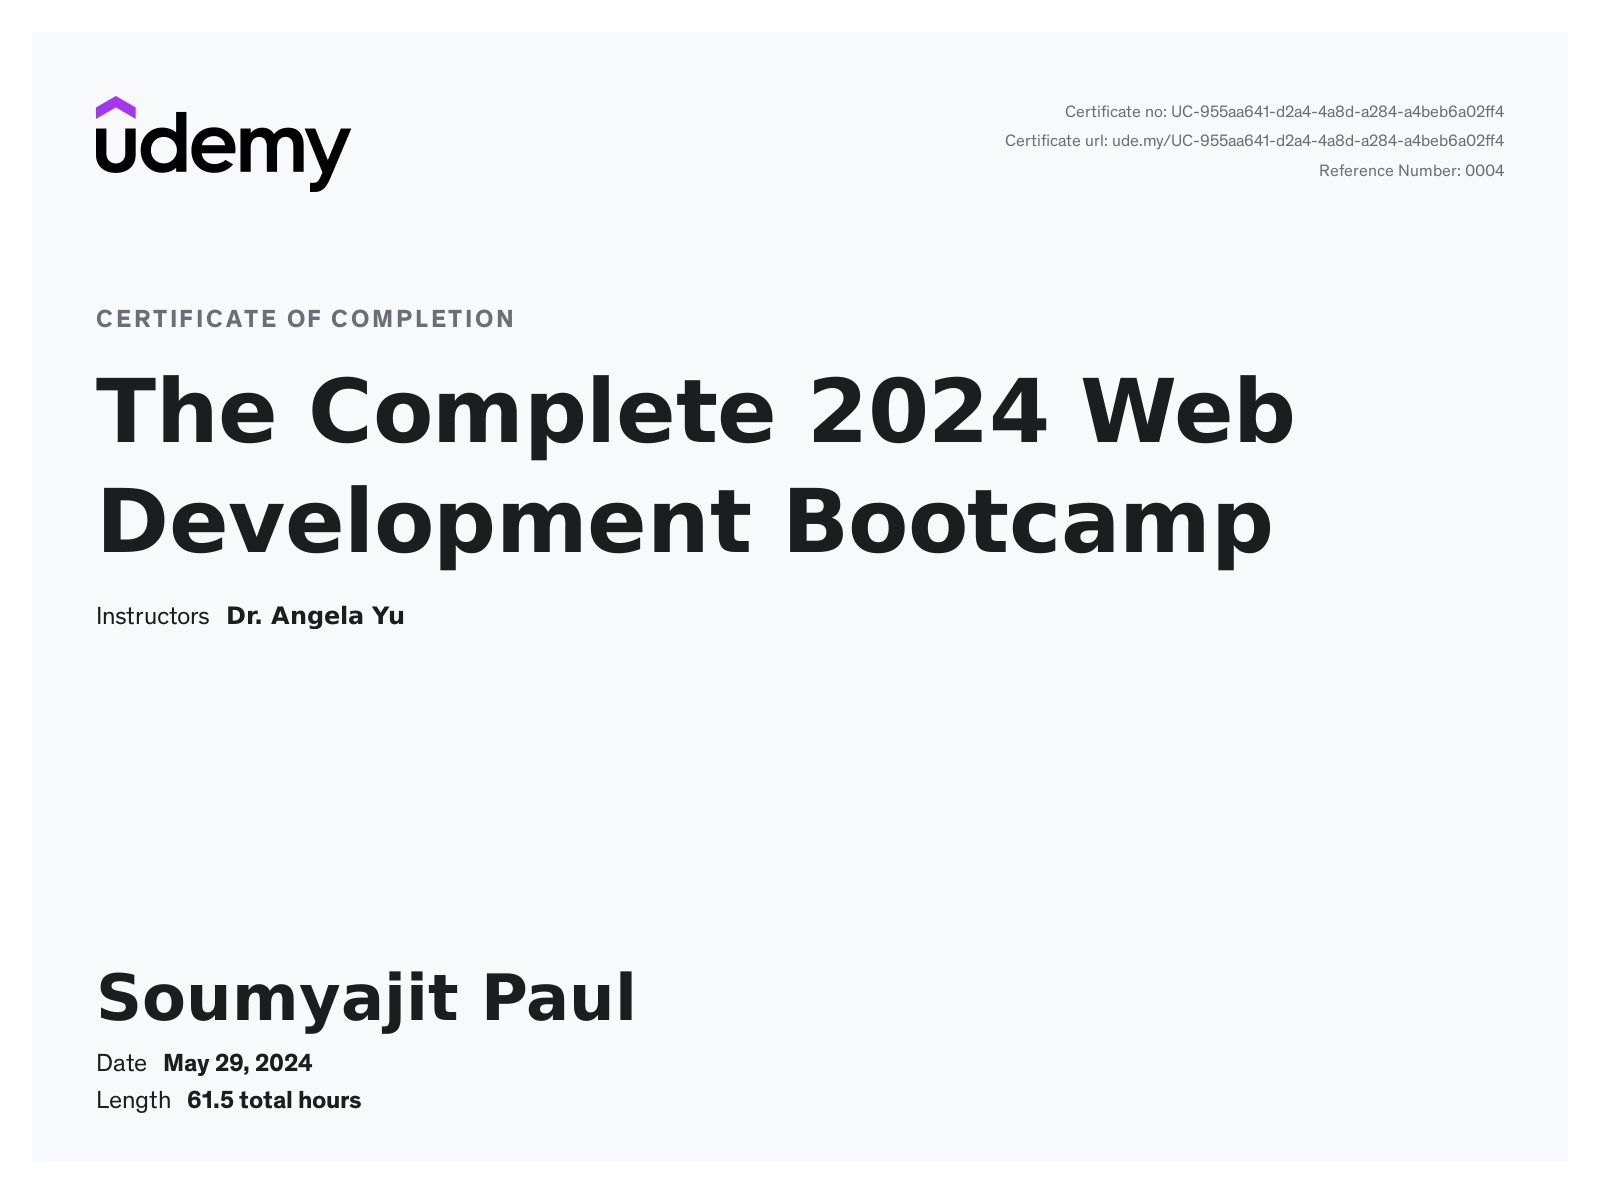 udemy
Certificate no: UC-955aa641-d2a4-4a8d-a284-a4beb6a02ff4
Certificate url: ude.my/UC-955aa641-d2a4-4a8d-a284-a4beb6a02ff4
Reference Number: 0004
CERTIFICATE OF COMPLETION
The Complete 2024 Web
Development Bootcamp
Instructors Dr. Angela Yu
Soumyajit Paul
Date May 29, 2024
Length 61.5 total hours